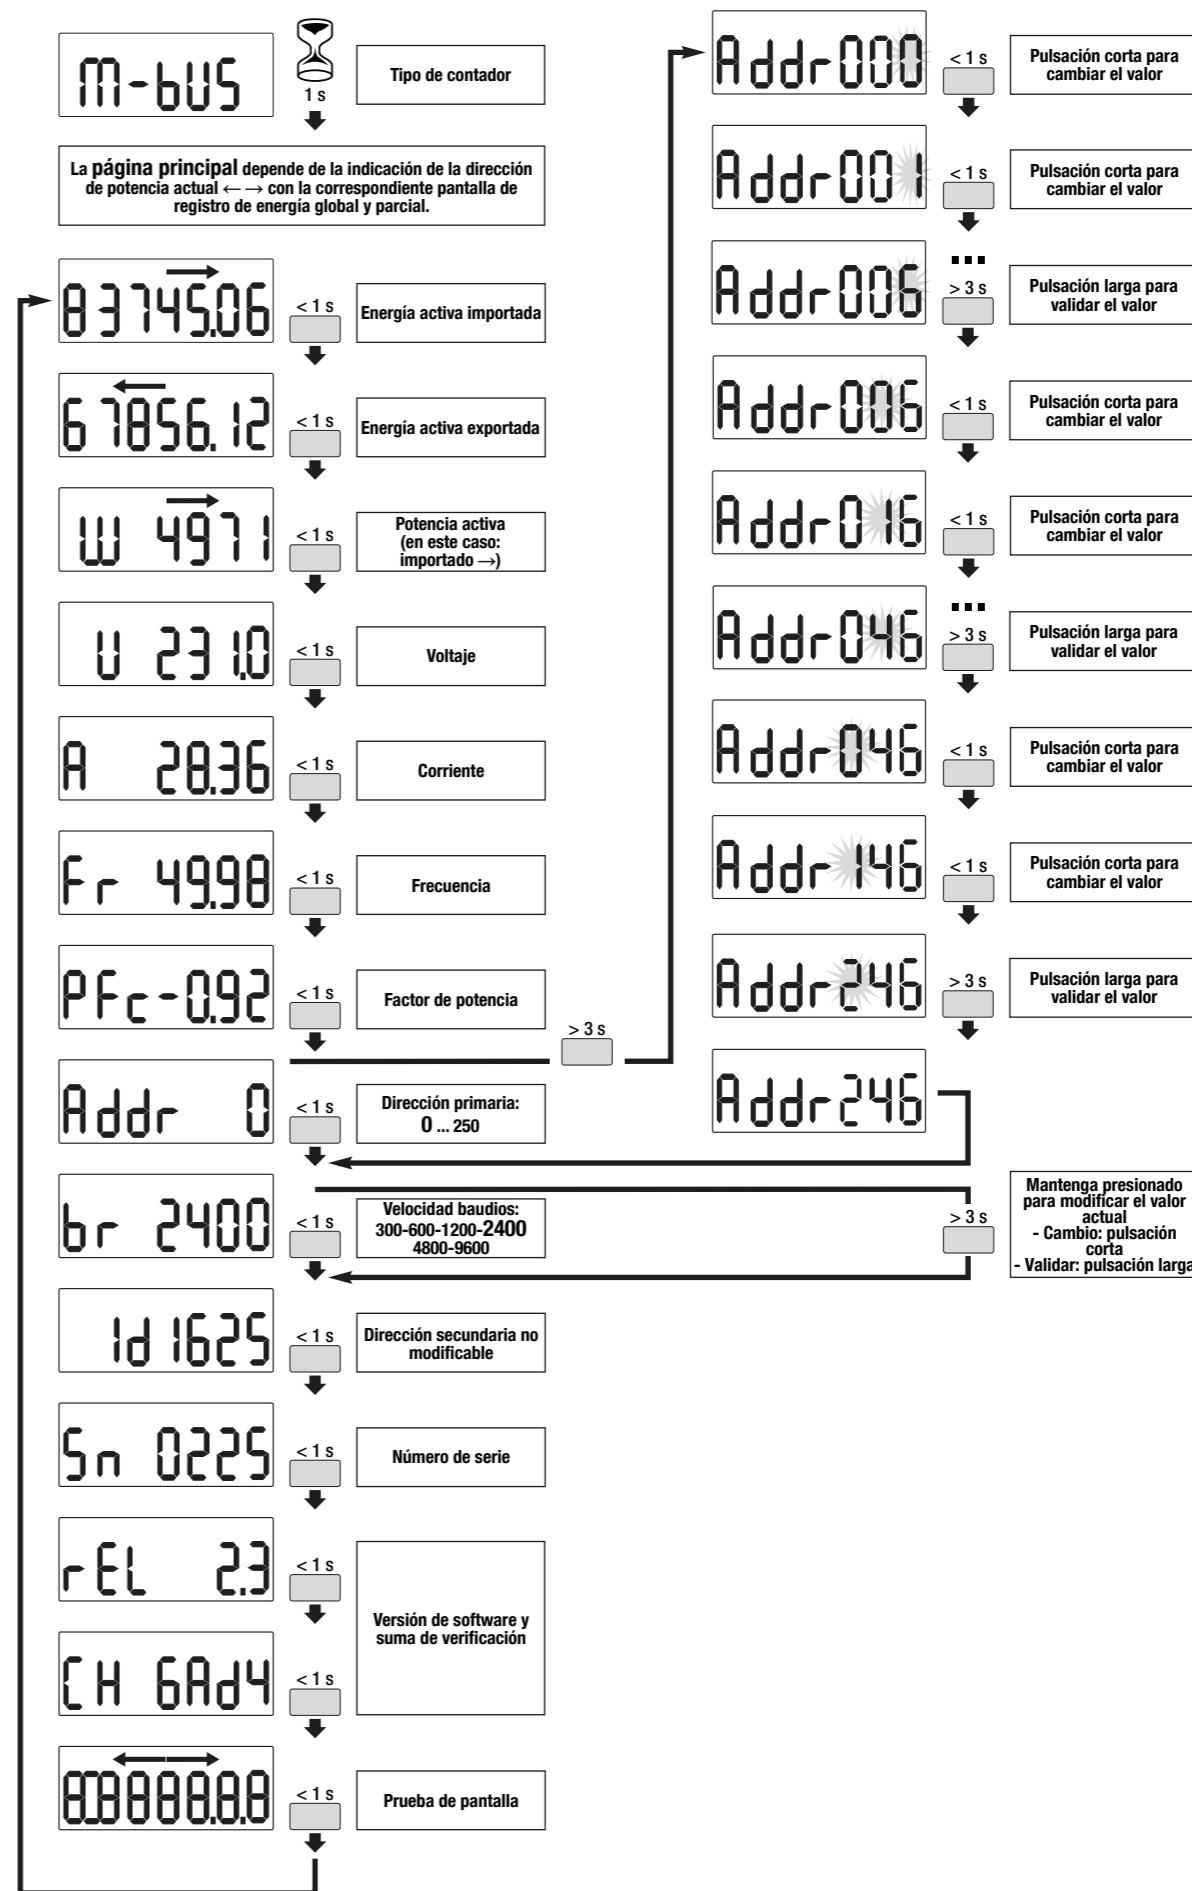 M-bUS
1 s
Tipo de contador
La página principal depende de la indicación de la dirección
de potencia actual ←→ con la correspondiente pantalla de
registro de energía global y parcial.
83745.06
< 1 s
Energía activa importada
67856.12
< 1 s
Energía activa exportada
W 4971
< 1 s
Potencia activa
(en este caso:
importado →)
U 231.0
< 1 s
Voltaje
A 28.36
< 1 s
Corriente
Fr 49.98
< 1 s
Frecuencia
PFc-0.92
< 1 s
Factor de potencia
> 3 s
Addr 0
< 1 s
Dirección primaria:
0 ... 250
br 2400
< 1 s
Velocidad baudios:
300-600-1200-2400
4800-9600
Id 1625
< 1 s
Dirección secundaria no
modificable
Sn 0225
< 1 s
Número de serie
rEL 2.3
< 1 s
CH 6Ad4
< 1 s
Versión de software y
suma de verificación
8.8.8888.8.8
< 1 s
Prueba de pantalla
Addr000
< 1 s
Pulsación corta para
cambiar el valor
Addr001
< 1 s
Pulsación corta para
cambiar el valor
Addr006
...
> 3 s
Pulsación larga para
validar el valor
Addr006
< 1 s
Pulsación corta para
cambiar el valor
Addr016
< 1 s
Pulsación corta para
cambiar el valor
Addr046
...
> 3 s
Pulsación larga para
validar el valor
Addr046
< 1 s
Pulsación corta para
cambiar el valor
Addr146
< 1 s
Pulsación corta para
cambiar el valor
Addr246
> 3 s
Pulsación larga para
validar el valor
Addr246
> 3 s
Mantenga presionado
para modificar el valor
actual
- Cambio: pulsación
corta
- Validar: pulsación larga